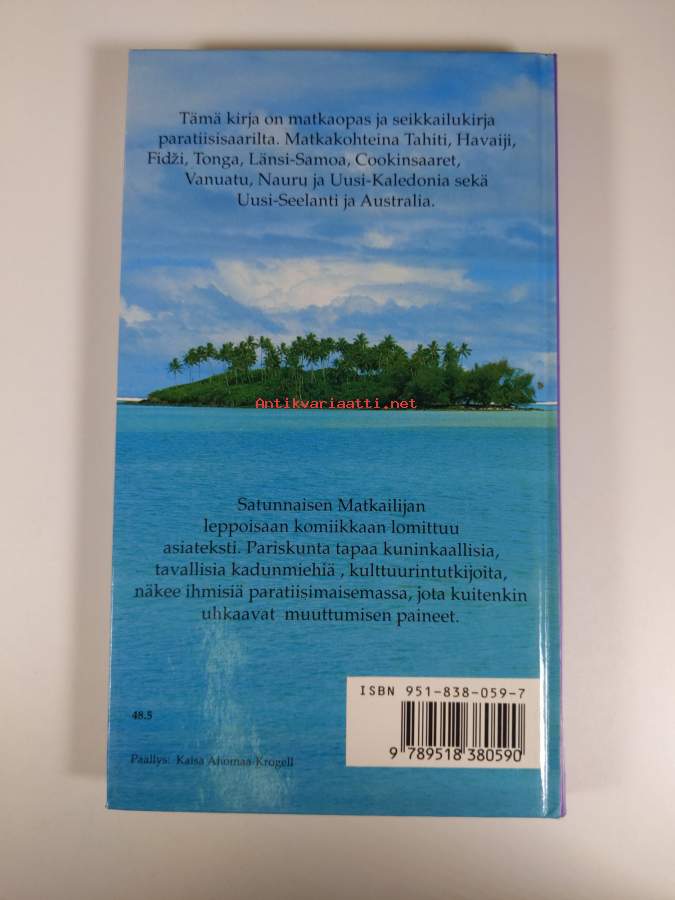 Tämä kirja on matkaopas ja seikkailukirja
paratiisisaarilta. Matkakohteina Tahiti, Havaiji,
Fidži, Tonga, Länsi-Samoa, Cookinsaaret,
Vanuatu, Nauru ja Uusi-Kaledonia sekä
Uusi-Seelanti ja Australia.
Antikvariaatti.net
Satunnaisen Matkailijan
leppoisaan komiikkaan lomittuu
asiateksti. Pariskunta tapaa kuninkaallisia,
tavallisia kadunmiehiä , kulttuurintutkijoita,
näkee ihmisiä paratiisimaisemassa, jota kuitenkin
uhkaavat muuttumisen paineet.
ISBN 951-838-059-7
48.5
9 789518 380590
Päällys: Kaisa Ahomaa-Krogell